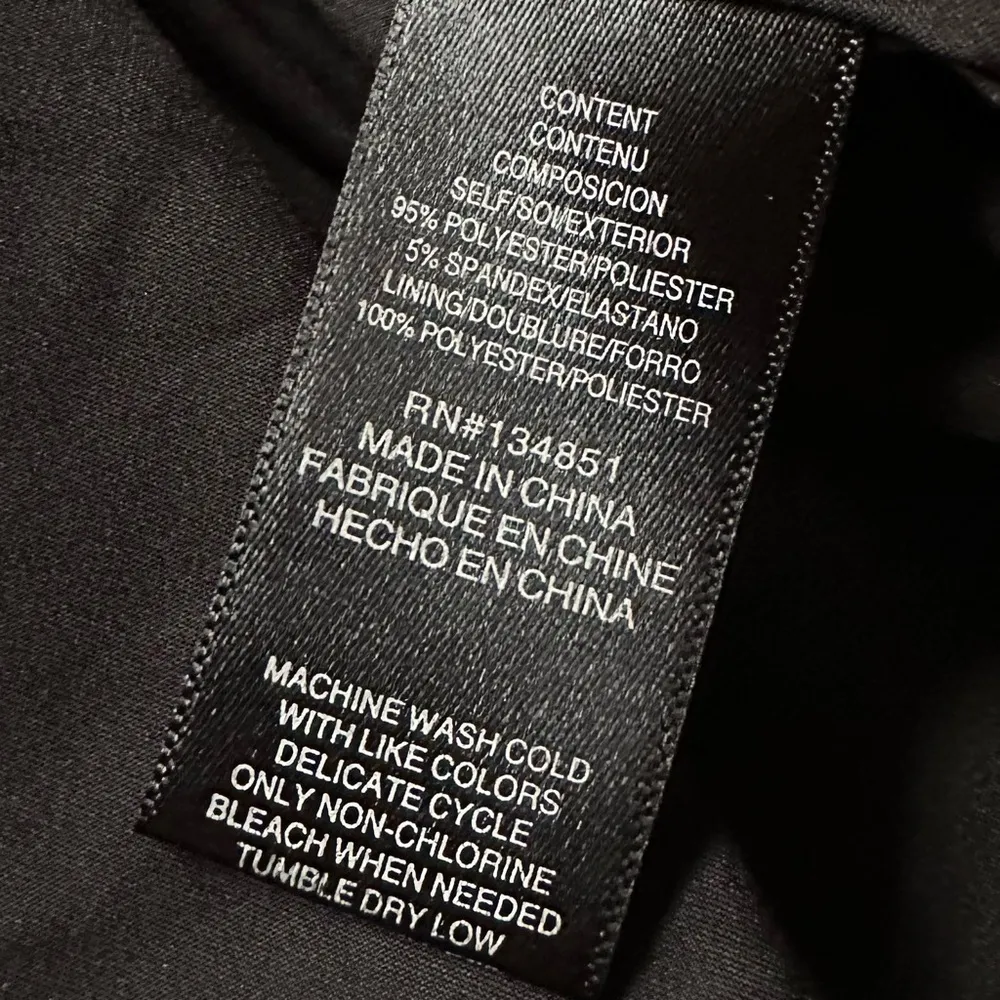 CONTENT
CONTENU
COMPOSICION
SELF/SOI/EXTERIOR
95% POLYESTER/POLIESTER
5% SPANDEX/ELASTANO
LINING/DOUBLURE/FORRO
100% POLYESTER/POLIESTER
RN#134851
MADE IN CHINA
FABRIQUE EN CHINE
HECHO EN CHINA
MACHINE WASH COLD
WITH LIKE COLORS
DELICATE CYCLE
ONLY NON-CHLORINE
BLEACH WHEN NEEDED
TUMBLE DRY LOW